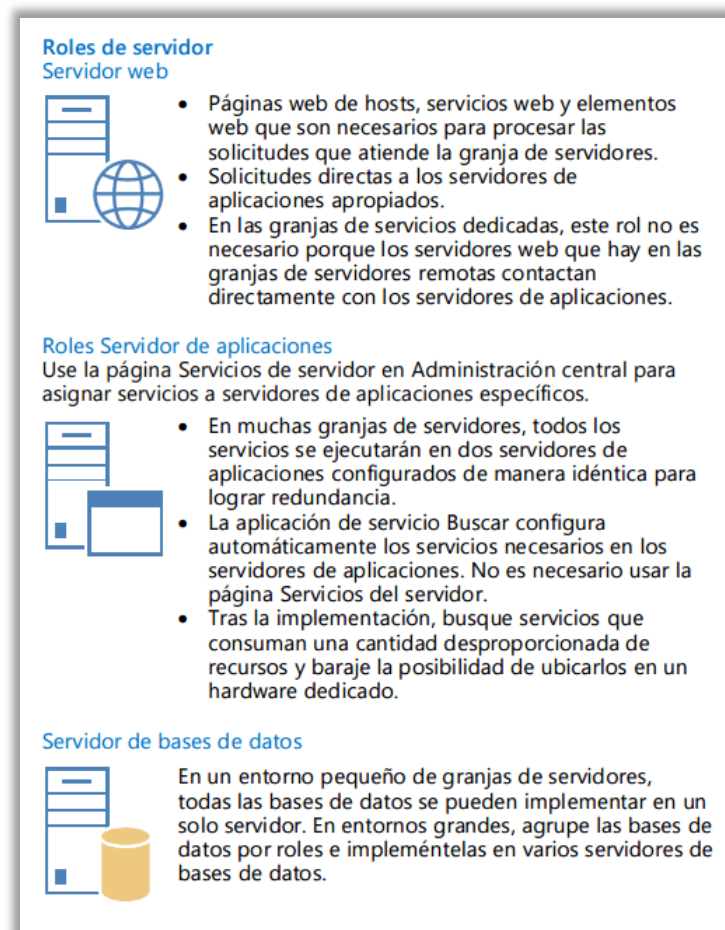 Roles de servidor
Servidor web
• Páginas web de hosts, servicios web y elementos
web que son necesarios para procesar las
solicitudes que atiende la granja de servidores.
• Solicitudes directas a los servidores de
aplicaciones apropiados.
• En las granjas de servicios dedicadas, este rol no es
necesario porque los servidores web que hay en las
granjas de servidores remotas contactan
directamente con los servidores de aplicaciones.
Roles Servidor de aplicaciones
Use la página Servicios de servidor en Administración central para
asignar servicios a servidores de aplicaciones específicos.
• En muchas granjas de servidores, todos los
servicios se ejecutarán en dos servidores de
aplicaciones configurados de manera idéntica para
lograr redundancia.
• La aplicación de servicio Buscar configura
automáticamente los servicios necesarios en los
servidores de aplicaciones. No es necesario usar la
página Servicios del servidor.
• Tras la implementación, busque servicios que
consuman una cantidad desproporcionada de
recursos y baraje la posibilidad de ubicarlos en un
hardware dedicado.
Servidor de bases de datos
En un entorno pequeño de granjas de servidores,
todas las bases de datos se pueden implementar en un
solo servidor. En entornos grandes, agrupe las bases de
datos por roles e impleméntelas en varios servidores de
bases de datos.